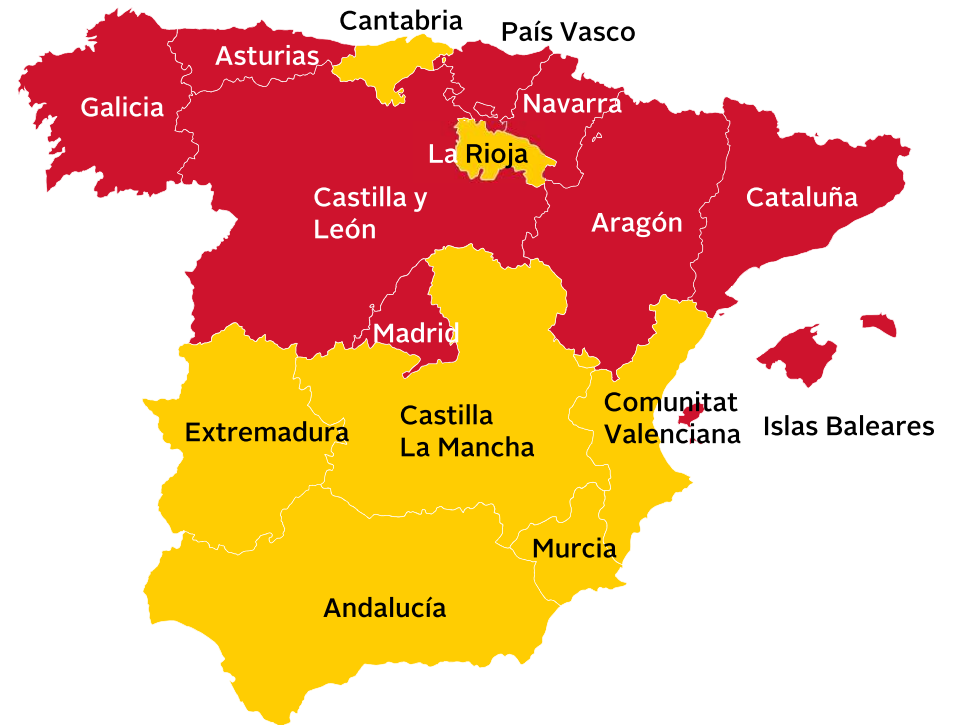 Cantabria
País Vasco
Asturias
Galicia
Navarra
La Rioja
Castilla y
León
Aragón
Cataluña
Madrid
Comunitat
Valenciana
Islas Baleares
Castilla
La Mancha
Extremadura
Murcia
Andalucía